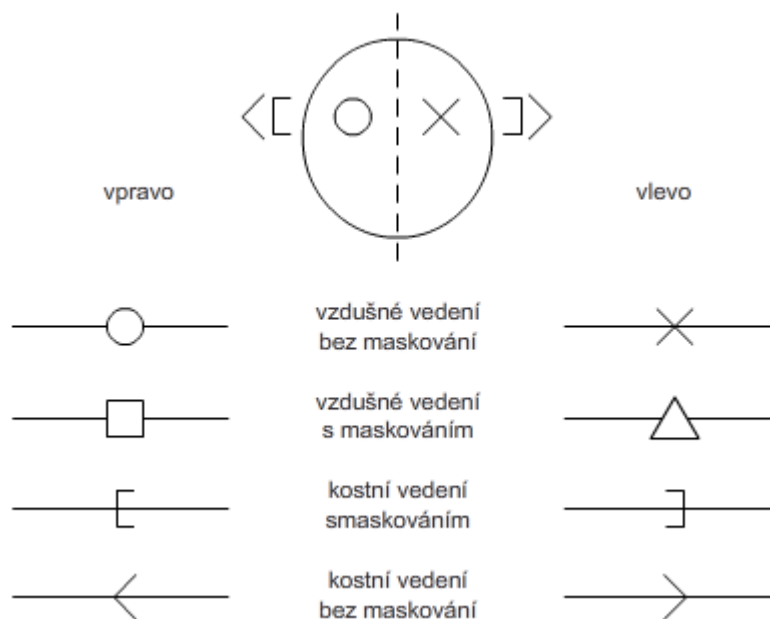 vpravo
vlevo
vzdušné vedení
bez maskování
vzdušné vedení
s maskováním
kostní vedení
smaskováním
kostní vedení
bez maskování